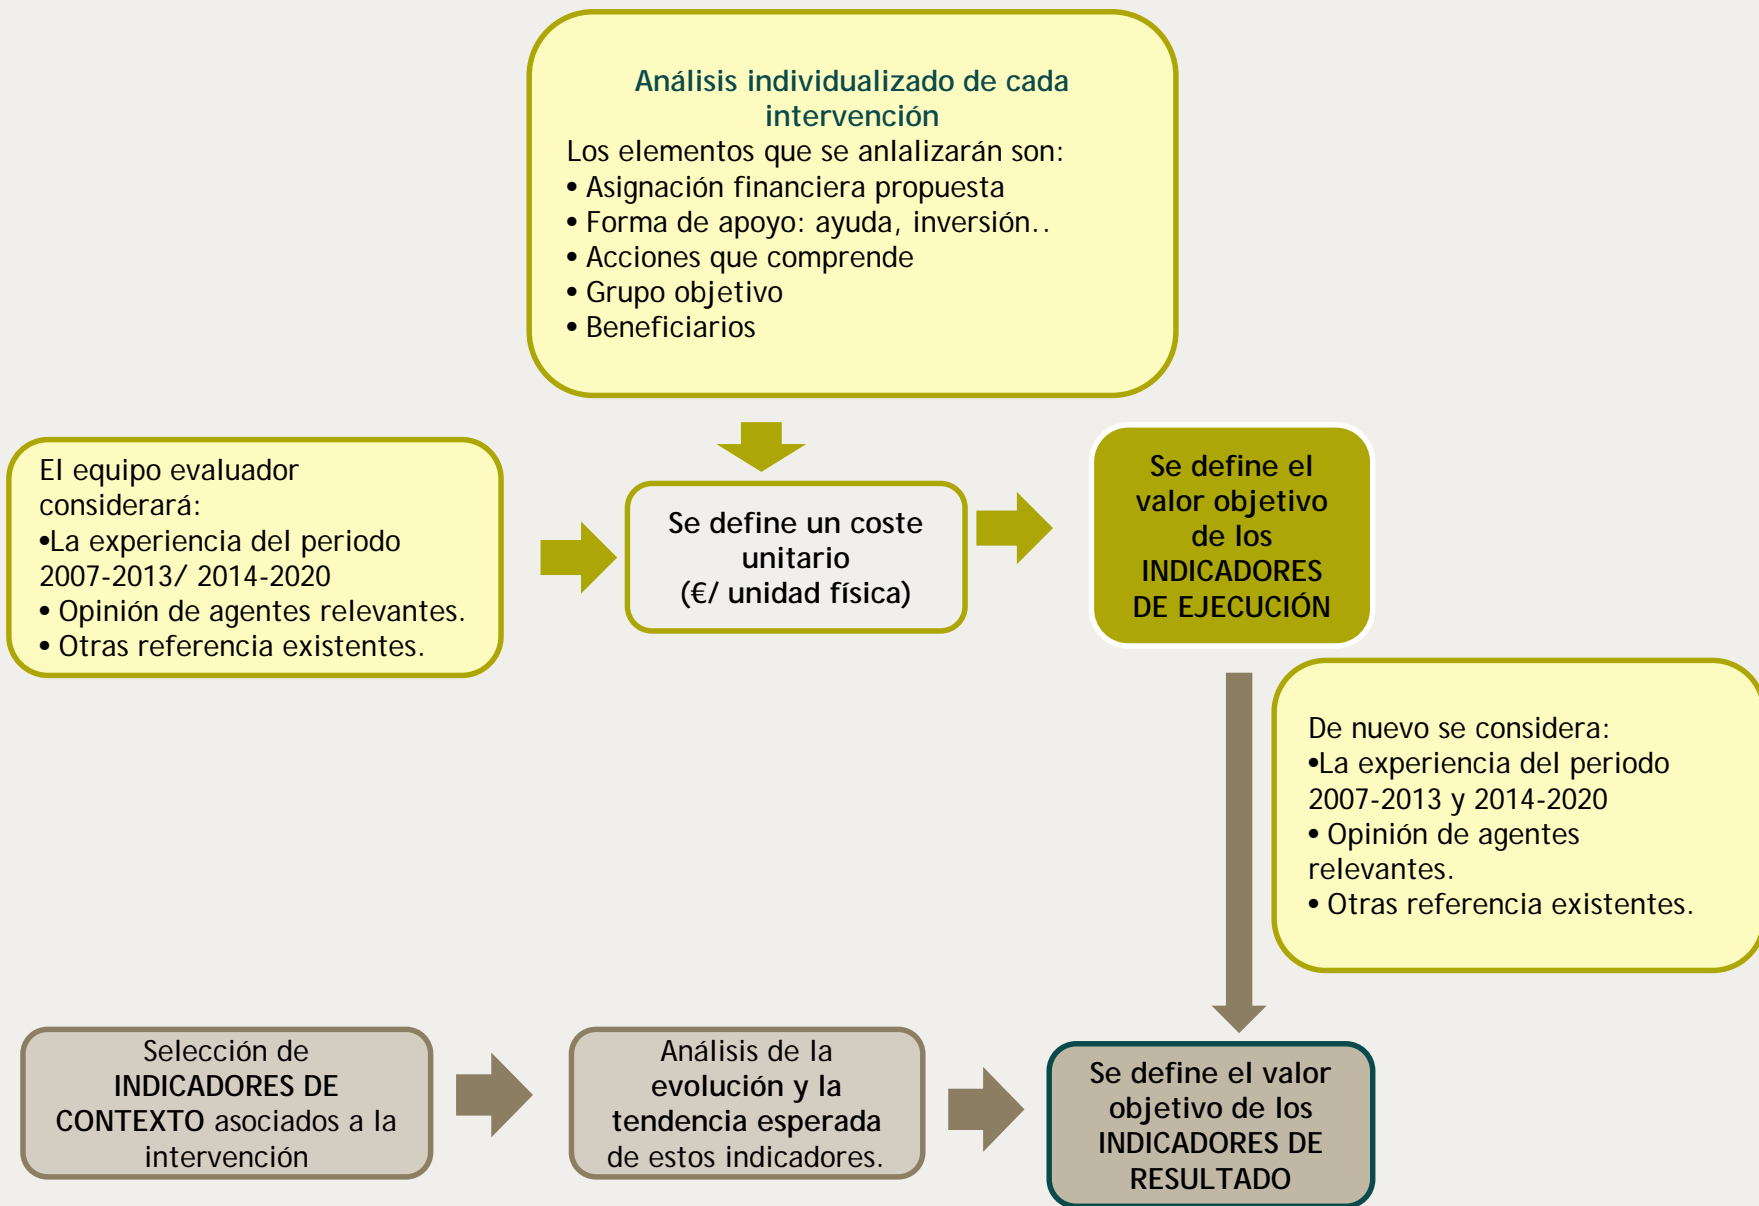 Análisis individualizado de cada
intervención
Los elementos que se anlalizarán son:
• Asignación financiera propuesta
• Forma de apoyo: ayuda, inversión..
• Acciones que comprende
• Grupo objetivo
• Beneficiarios
El equipo evaluador
considerará:
•La experiencia del periodo
2007-2013/ 2014-2020
• Opinión de agentes relevantes.
• Otras referencia existentes.
Se define un coste
unitario
(€/ unidad física)
Se define el
valor objetivo
de los
INDICADORES
DE EJECUCIÓN
De nuevo se considera:
•La experiencia del periodo
2007-2013 y 2014-2020
• Opinión de agentes
relevantes.
• Otras referencia existentes.
Selección de
INDICADORES DE
CONTEXTO asociados a la
intervención
Análisis de la
evolución y la
tendencia esperada
de estos indicadores.
Se define el valor
objetivo de los
INDICADORES DE
RESULTADO